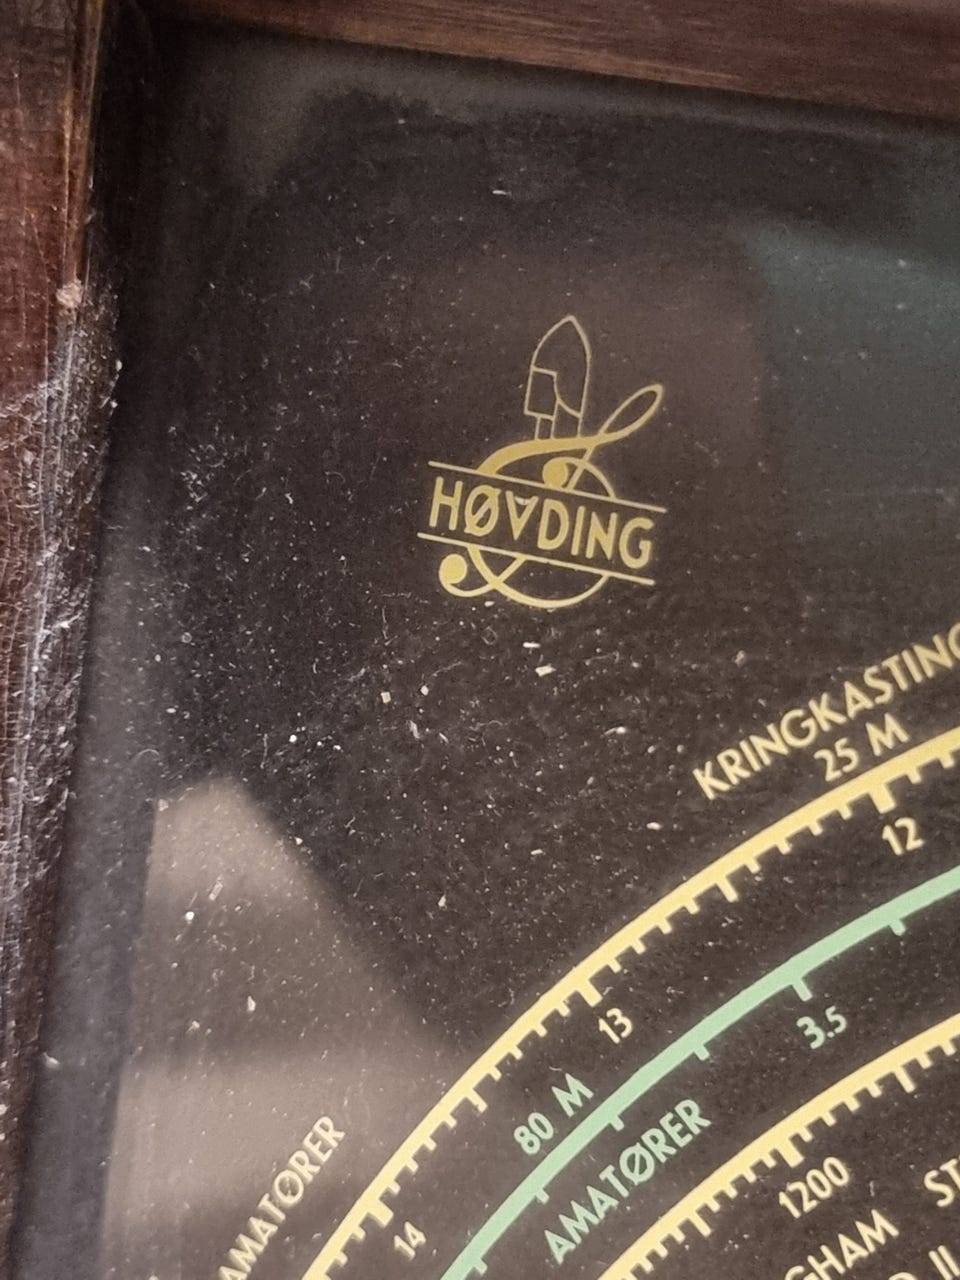 HØVDING
KRINGKASTING
25 M
12
13
3.5
80 M
AMATØRER
AMATØRER
14
1200